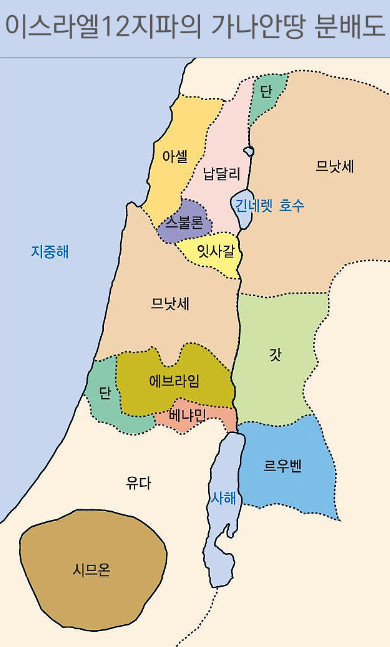 이스라엘12지파의 가나안땅 분배도
단
아셀
납달리
므낫세
긴네렛 호수
스불론
잇사갈
지중해
므낫세
갓
에브라임
단
베냐민
르우벤
유다
사해
시므온